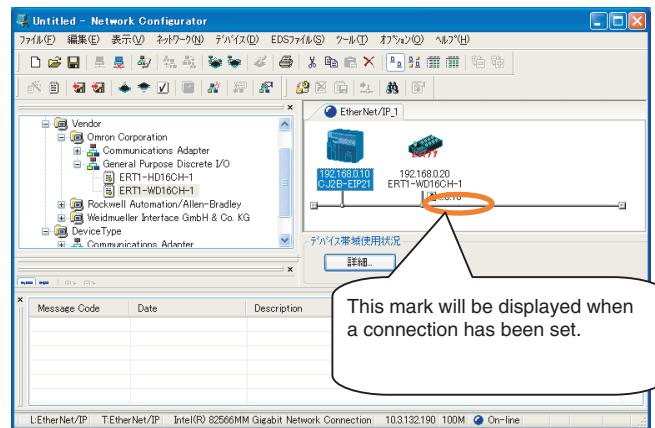 Untitled - Network Configurator
ファイル(F) 編集(E) 表示(V) ネットワーク(N) デバイス(D) EDSファイル(S) ツール(T) オプション(O) ヘルプ(H)
EtherNet/IP_1
Vendor
Omron Corporation
Communications Adapter
General Purpose Discrete I/O
ERT1-HD16CH-1
ERT1-WD16CH-1
Rockwell Automation/Allen-Bradley
Weidmueller Interface GmbH & Co. KG
DeviceType
Communications Adapter
192.168.0.10
CJ2B-EIP21
192.168.0.20
ERT1-WD16CH-1
デバイス帯域使用状況
詳細...
This mark will be displayed when
a connection has been set.
Message Code Date Description
L:EtherNet/IP T:EtherNet/IP Intel(R) 82566MM Gigabit Network Connection 10.3.132.190 100M On-line